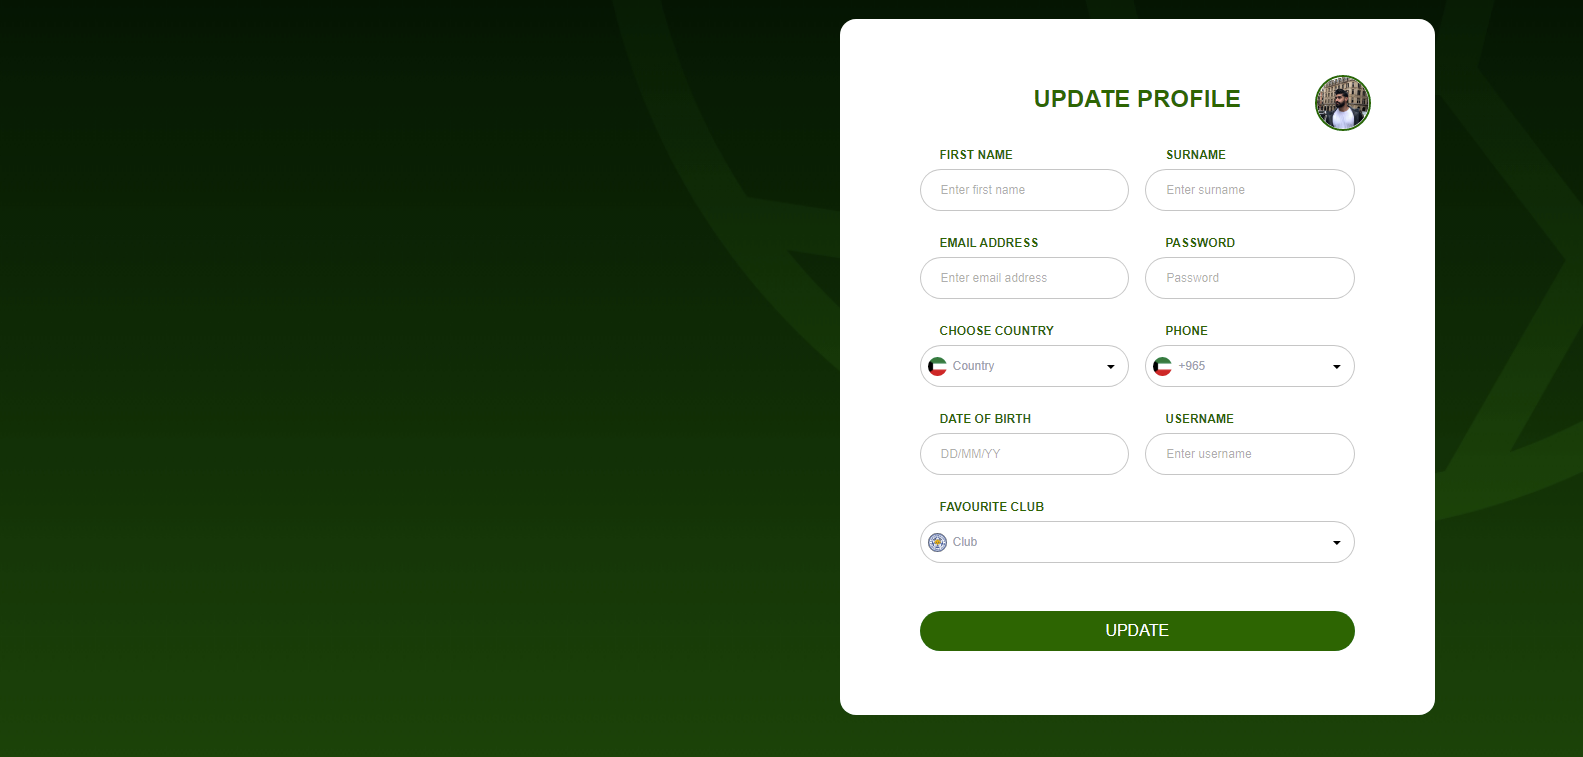 UPDATE PROFILE
FIRST NAME
SURNAME
Enter first name
Enter surname
EMAIL ADDRESS
PASSWORD
Enter email address
Password
CHOOSE COUNTRY
PHONE
Country
+965
DATE OF BIRTH
USERNAME
DD/MM/YY
Enter username
FAVOURITE CLUB
Club
UPDATE